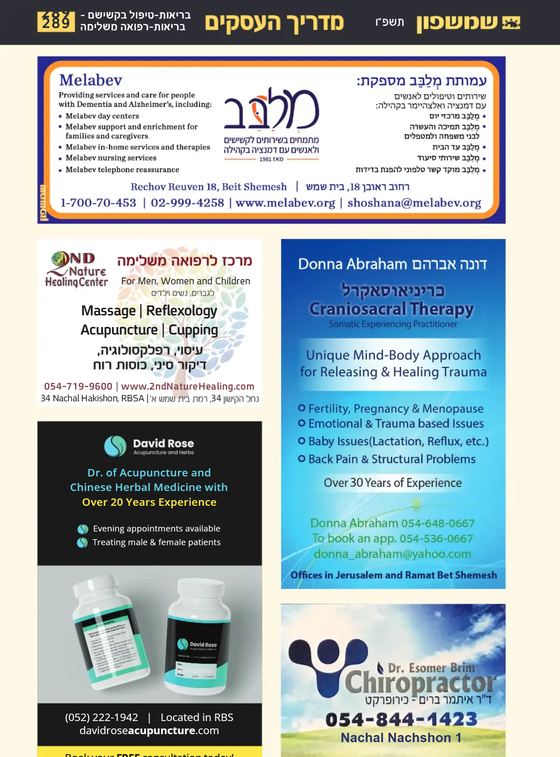 שמשפון
תשפ"ו
מדריך העסקים
בריאות-טיפול בקשישם -
בריאות-רפואה משלימה
289
Melabev
Providing services and care for people
with Dementia and Alzheimer's, including:
• Melabev day centers
• Melabev support and enrichment for
families and caregivers
• Melabev in-home services and therapies
• Melabev nursing services
• Melabev telephone reassurance
מלבב
מתמחים בשירותים לקשישים
ולאנשים עם דמנציה בקהילה
מאז 1981
עמותת מֶלַבֵּב מספקת:
שירותים וטיפולים לאנשים
עם דמנציה ואלצהיימר בקהילה:
• מֶלַבֵּב מרכזי יום
• מֶלַבֵּב תמיכה והעשרה
לבני משפחה ולמטפלים
• מֶלַבֵּב עד הבית
• מֶלַבֵּב שירותי סיעוד
• מֶלַבֵּב מוקד קשר טלפוני להפגת בדידות
Rechov Reuven 18, Beit Shemesh | רחוב ראובן 18, בית שמש
1-700-70-453 | 02-999-4258 | www.melabev.org | shoshana@melabev.org
2ND
Nature
Healing Center
מרכז לרפואה משלימה
For Men, Women and Children
לגברים, נשים וילדים
Massage | Reflexology
Acupuncture | Cupping
עיסוי, רפלקסולוגיה,
דיקור סיני, כוסות רוח
054-719-9600 | www.2ndNatureHealing.com
34 Nachal Hakishon, RBSA | נחל הקישון 34, רמת בית שמש א'
David Rose
Acupuncture and Herbs
Dr. of Acupuncture and
Chinese Herbal Medicine with
Over 20 Years Experience
Evening appointments available
Treating male & female patients
David Rose
(052) 222-1942 | Located in RBS
davidroseacupuncture.com
Book your FREE consultation today!
Donna Abraham דונה אברהם
כריניאוסאקרל
Craniosacral Therapy
Somatic Experiencing Practitioner
Unique Mind-Body Approach
for Releasing & Healing Trauma
Fertility, Pregnancy & Menopause
Emotional & Trauma based Issues
Baby Issues(Lactation, Reflux, etc.)
Back Pain & Structural Problems
Over 30 Years of Experience
Donna Abraham 054-648-0667
To book an app. 054-536-0667
donna_abraham@yahoo.com
Offices in Jerusalem and Ramat Bet Shemesh
Dr. Esomer Brim
Chiropractor
ד"ר איתמר ברים - כירופרקט
054-844-1423
Nachal Nachshon 1